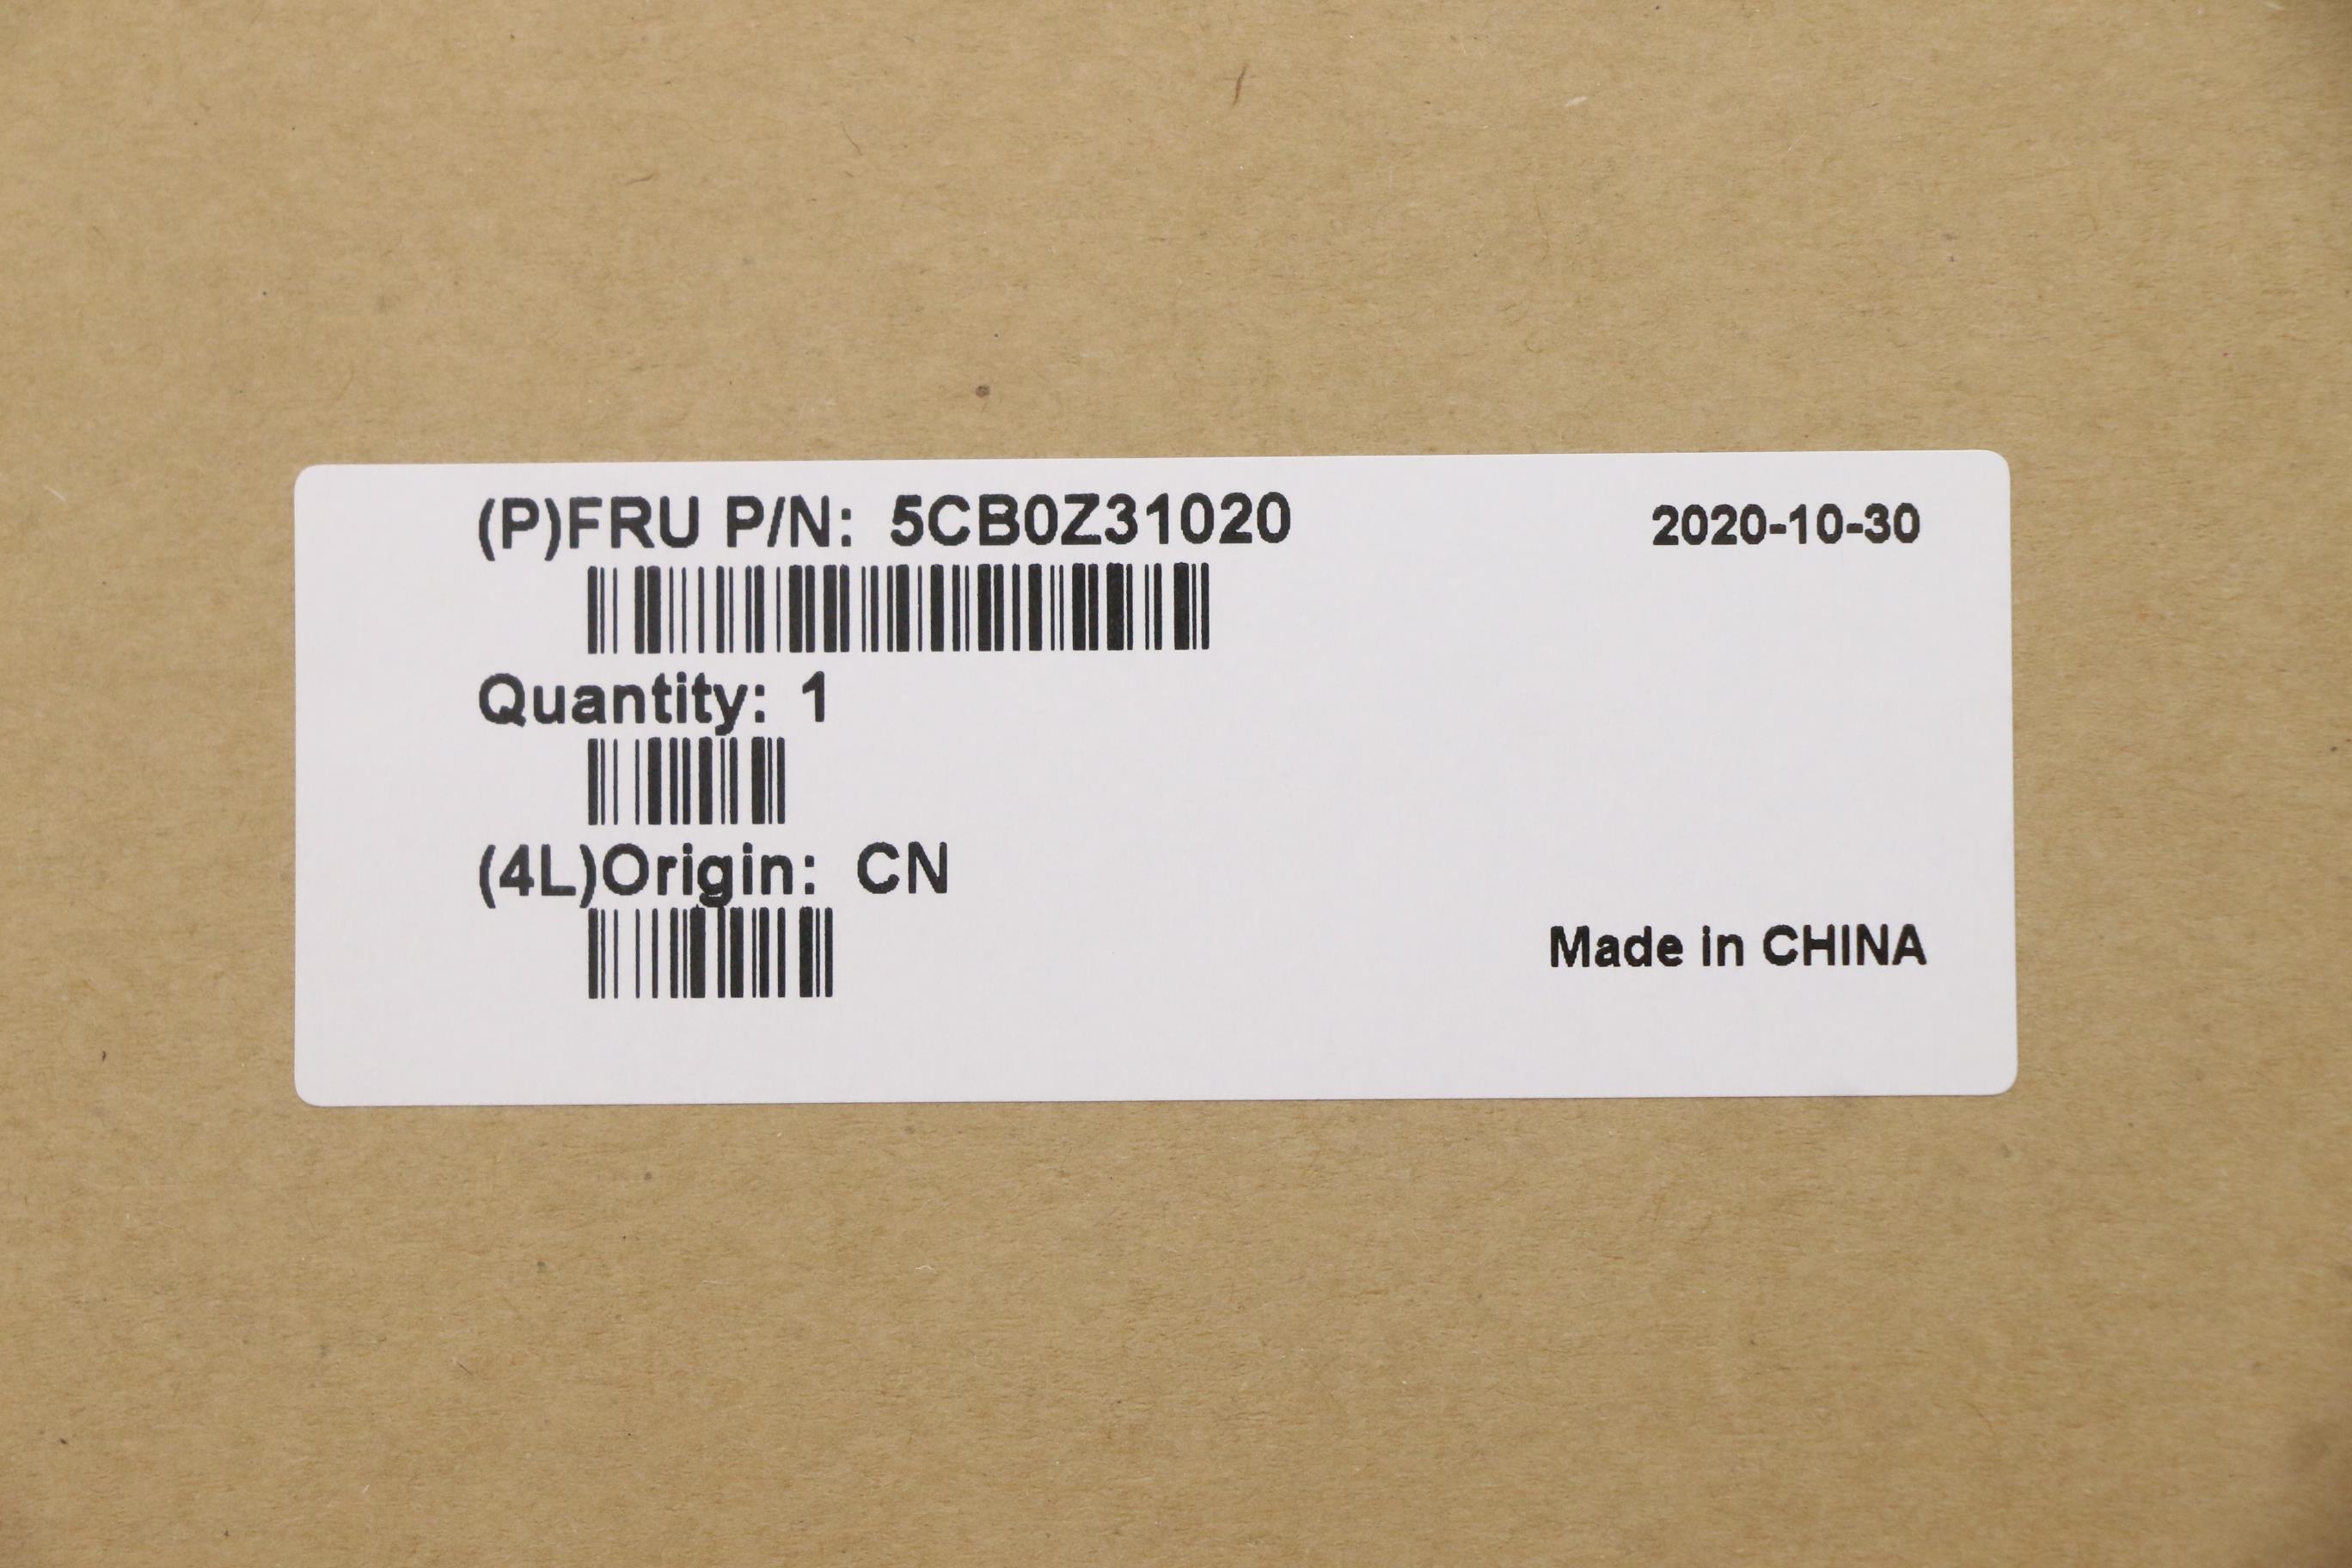 (P)FRU P/N: 5CB0Z31020
2020-10-30
Quantity: 1
(4L)Origin: CN
Made in CHINA